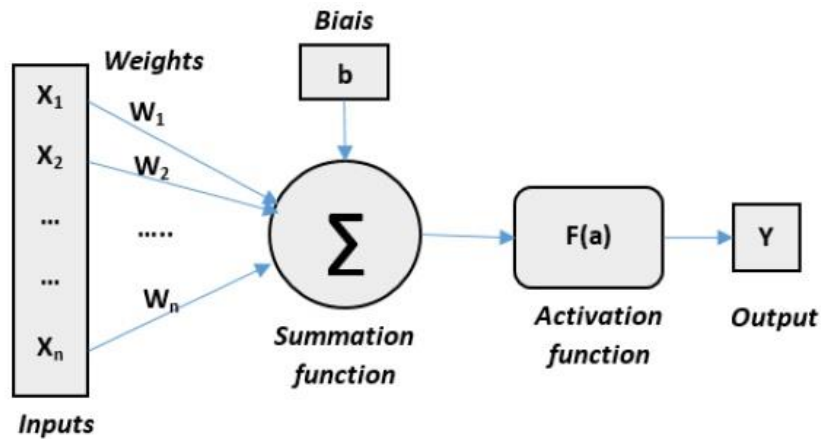 Biais
b
Weights
X₁
W₁
X₂
W₂
...
.....
...
Xₙ
Wₙ
Inputs
∑
Summation
function
F(a)
Activation
function
Y
Output